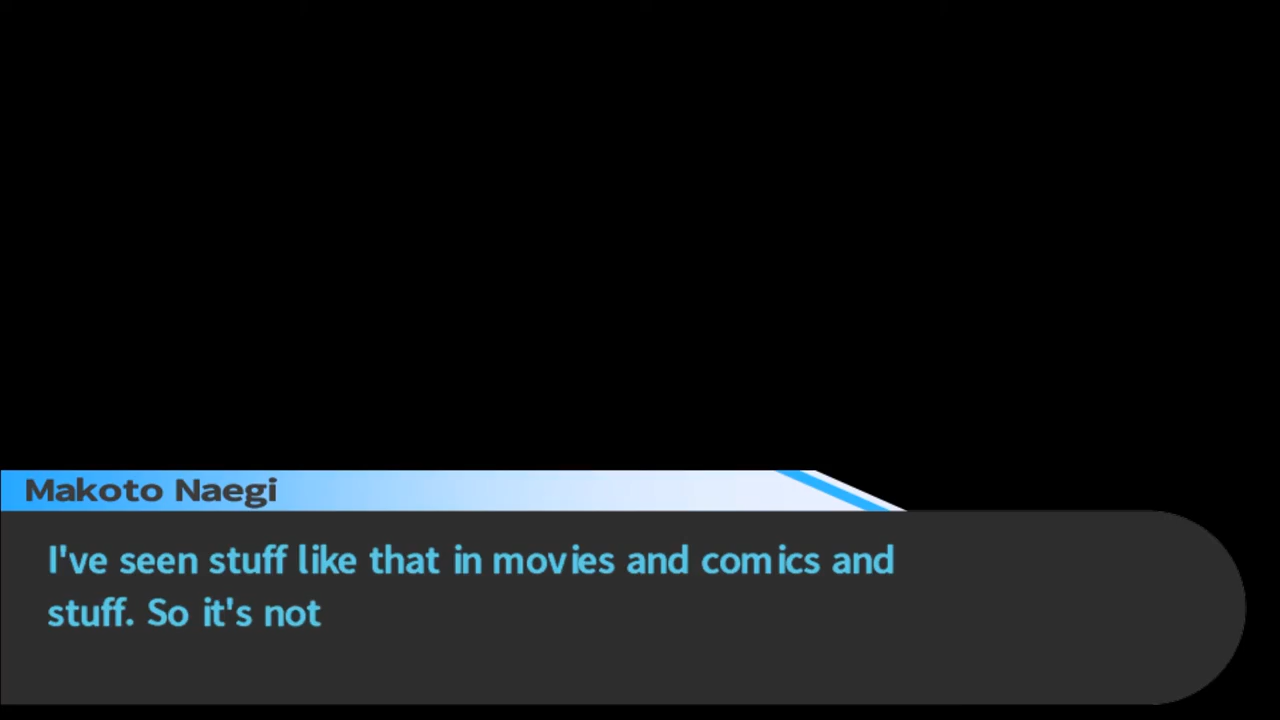 Makoto Naegi
I've seen stuff like that in movies and comics and
stuff. So it's not